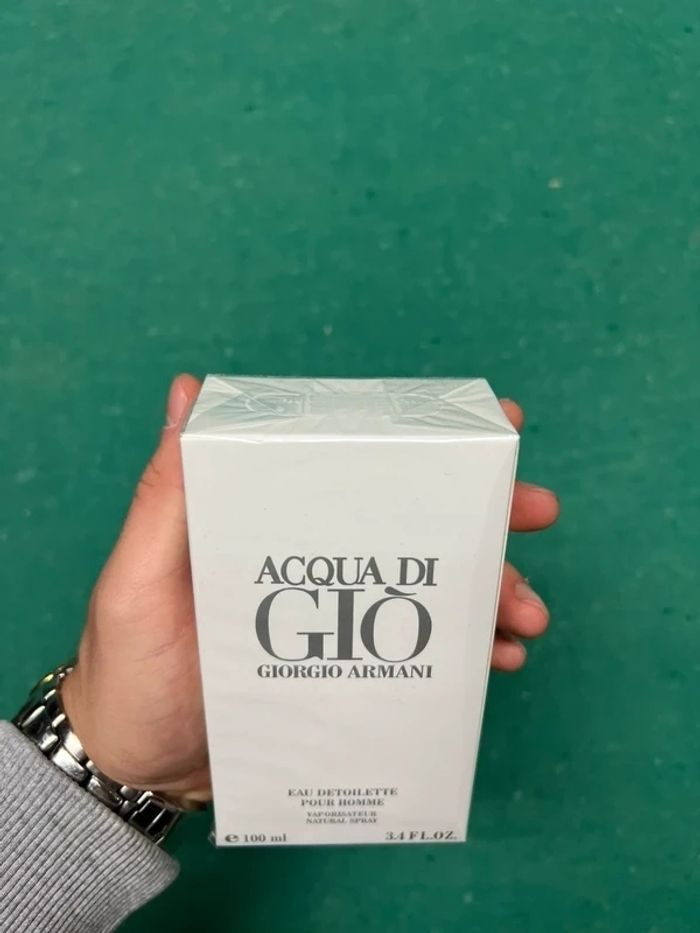 ACQUA DI
GIÒ
GIORGIO ARMANI
EAU DETOILETTE
POUR HOMME
VAPORISATEUR
NATURAL SPRAY
℮ 100 ml
3.4 FL.OZ.